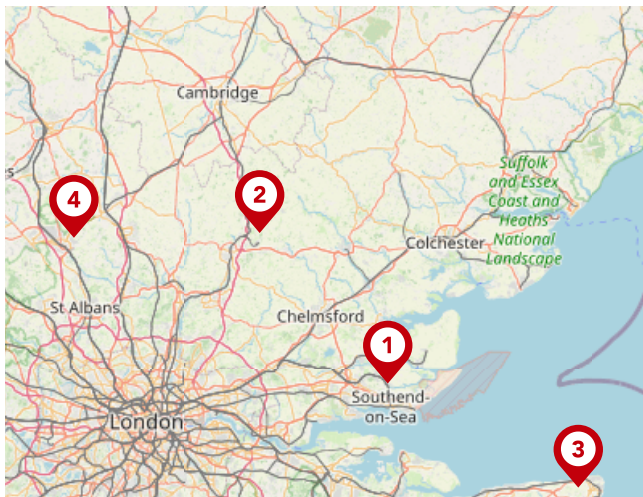 Cambridge
Suffolk
and Essex
Coast and
Heaths
National
Landscape
4
2
Colchester
St Albans
Chelmsford
1
Southend-
on-Sea
London
3